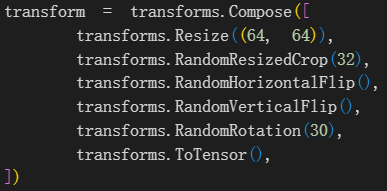 transform = transforms.Compose([
transforms.Resize((64, 64)),
transforms.RandomResizedCrop(32),
transforms.RandomHorizontalFlip(),
transforms.RandomVerticalFlip(),
transforms.RandomRotation(30),
transforms.ToTensor(),
])